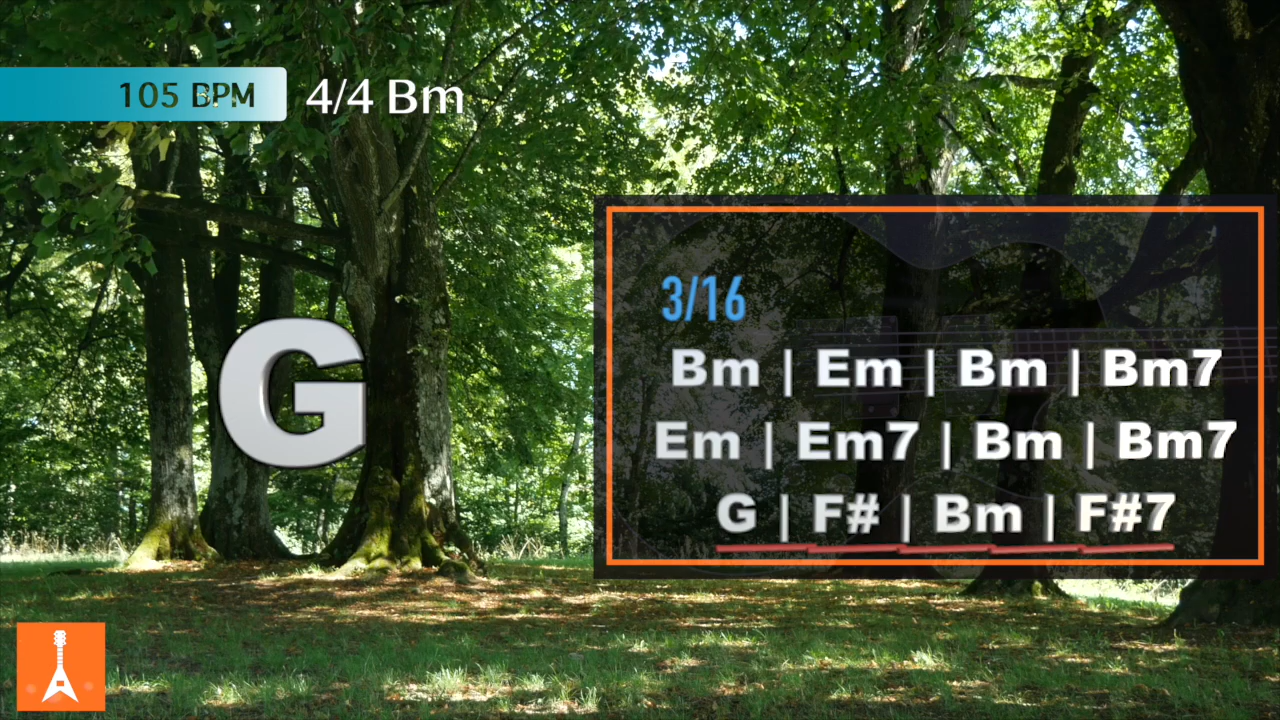 105 BPM 4/4 Bm
G
3/16
Bm | Em | Bm | Bm7
Em | Em7 | Bm | Bm7
G | F# | Bm | F#7